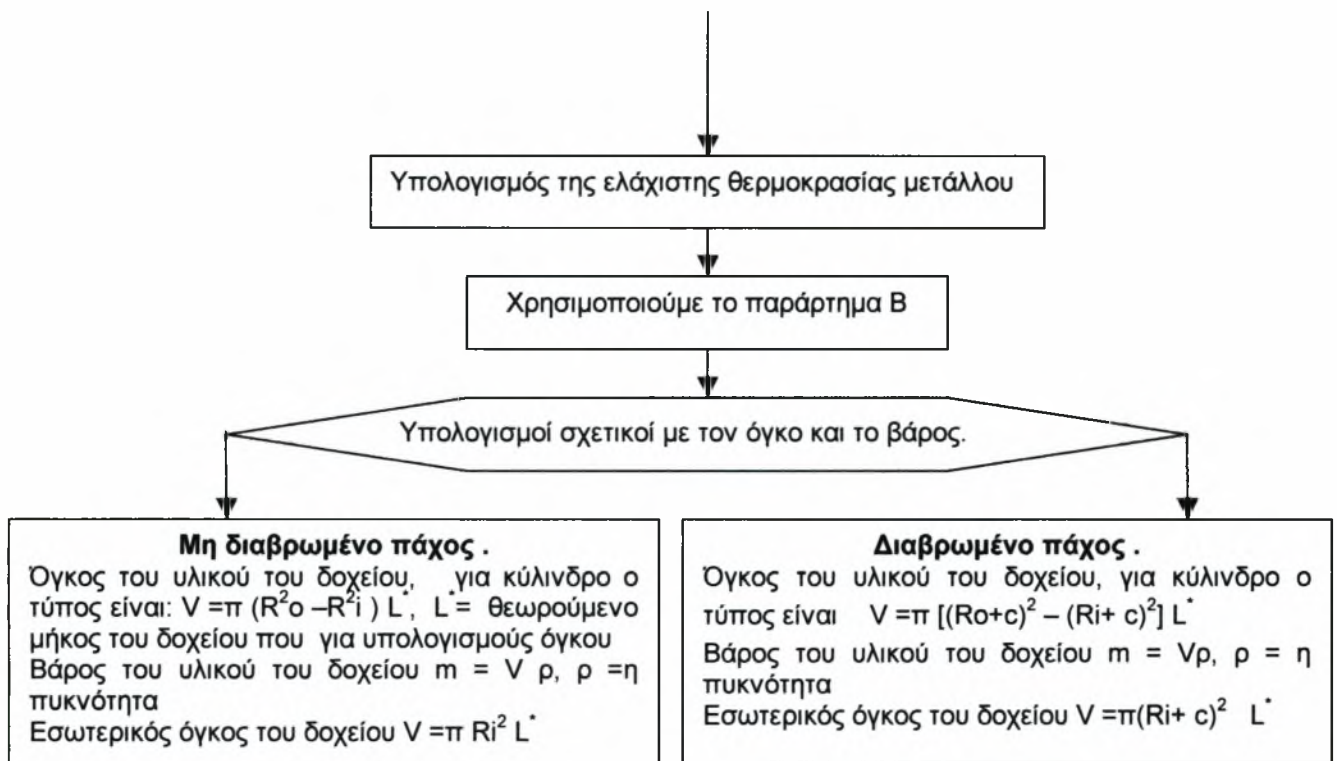 Υπολογισμός της ελάχιστης θερμοκρασίας μετάλλου
Χρησιμοποιούμε το παράρτημα Β
Υπολογισμοί σχετικοί με τον όγκο και το βάρος.
Μη διαβρωμένο πάχος .
Όγκος του υλικού του δοχείου, για κύλινδρο ο
τύπος είναι: V =π (R²o –R²i ) L*, L*= θεωρούμενο
μήκος του δοχείου που για υπολογισμούς όγκου
Βάρος του υλικού του δοχείου m = V ρ, ρ =η
πυκνότητα
Εσωτερικός όγκος του δοχείου V =π Ri² L*
Διαβρωμένο πάχος .
Όγκος του υλικού του δοχείου, για κύλινδρο ο
τύπος είναι V =π [(Ro+c)² – (Ri+ c)²] L*
Βάρος του υλικού του δοχείου m = Vρ, ρ = η
πυκνότητα
Εσωτερικός όγκος του δοχείου V =π(Ri+ c)² L*